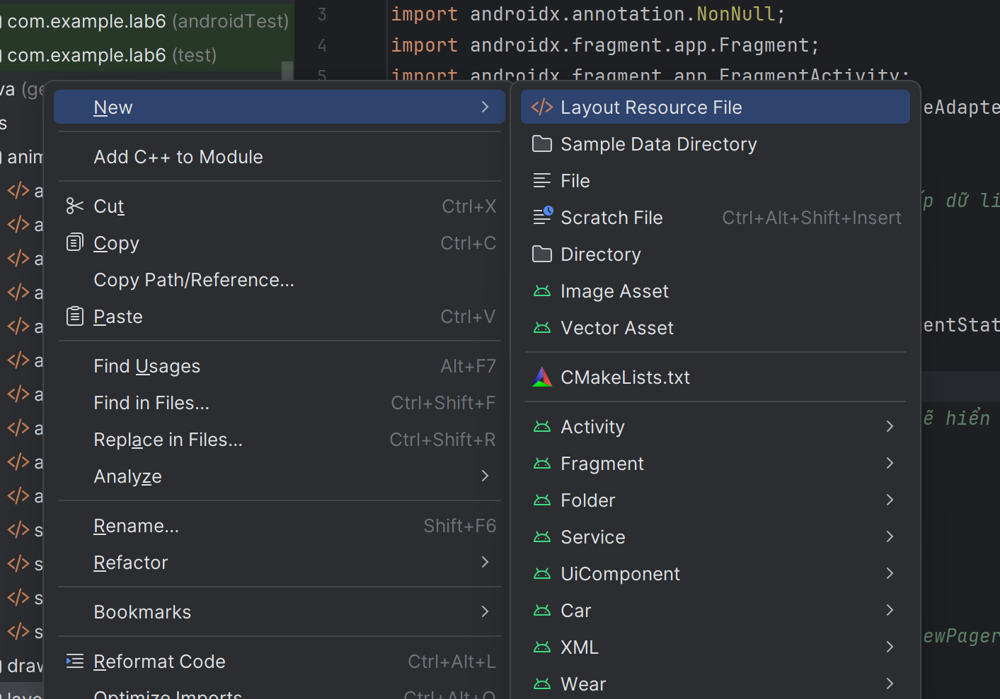 com.example.lab6 (androidTest)
com.example.lab6 (test)
va (ge
s
anim
a
a
a
a
a
a
a
a
a
a
s
s
s
s
draw
3 import androidx.annotation.NonNull;
4 import androidx.fragment.app.Fragment;
5 import androidx.fragment.app.FragmentActivity;
eAdapte
p dữ li
entStat
ẽ hiển
ewPager
New
Add C++ to Module
Cut Ctrl+X
Copy Ctrl+C
Copy Path/Reference...
Paste Ctrl+V
Find Usages Alt+F7
Find in Files... Ctrl+Shift+F
Replace in Files... Ctrl+Shift+R
Analyze
Rename... Shift+F6
Refactor
Bookmarks
Reformat Code Ctrl+Alt+L
Optimize Imports Ctrl+Alt+O
Layout Resource File
Sample Data Directory
File
Scratch File Ctrl+Alt+Shift+Insert
Directory
Image Asset
Vector Asset
CMakeLists.txt
Activity
Fragment
Folder
Service
UiComponent
Car
XML
Wear